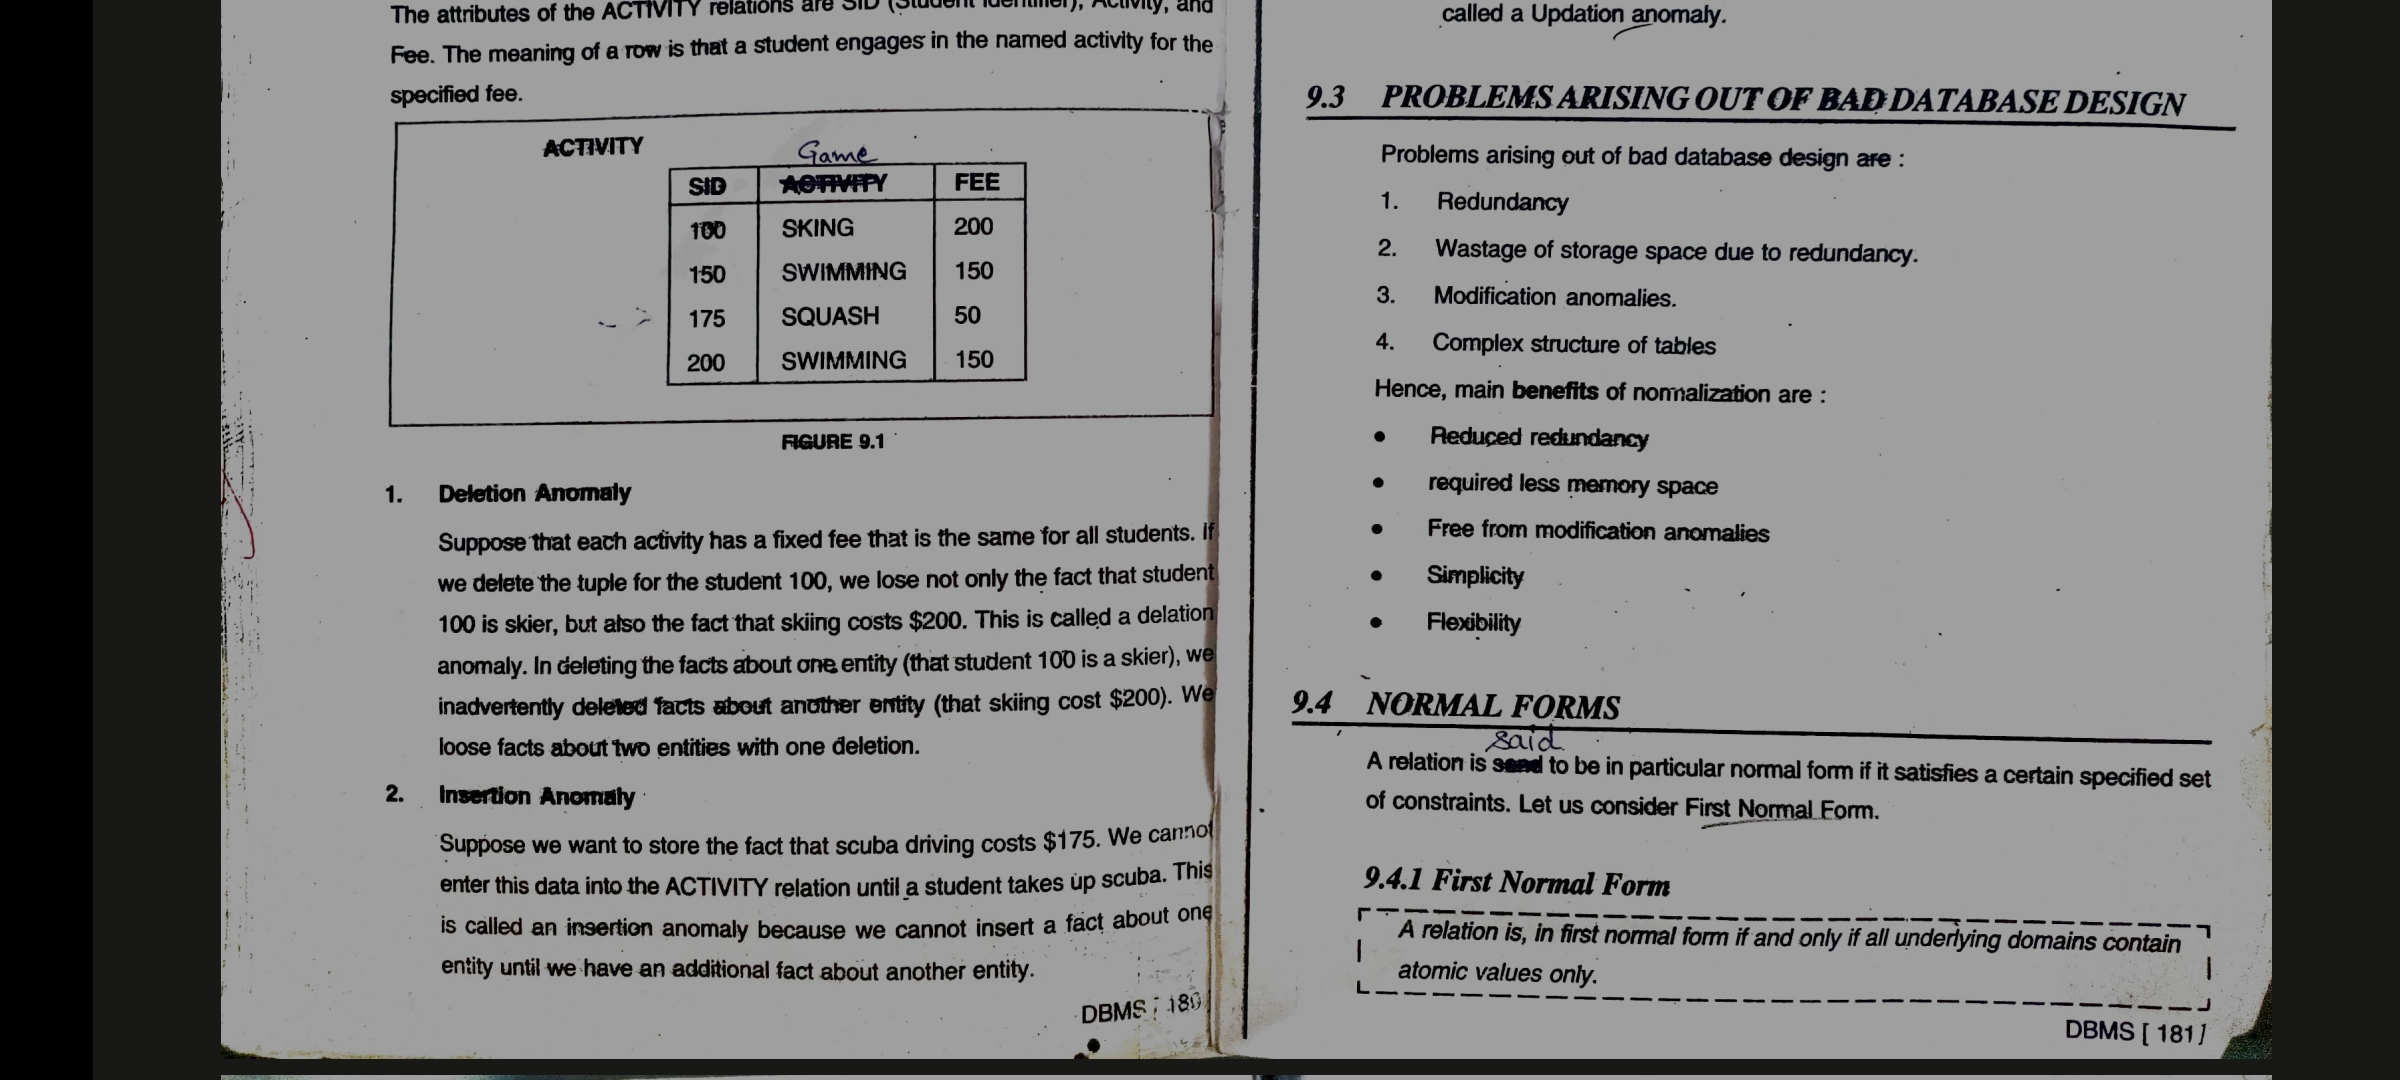 The attributes of the ACTIVITY relations are SID (Student Identifier), Activity, and
Fee. The meaning of a row is that a student engages in the named activity for the
specified fee.
ACTIVITY
Game
SID ACTIVITY FEE
100 SKING 200
150 SWIMMING 150
175 SQUASH 50
200 SWIMMING 150
FIGURE 9.1
1. Deletion Anomaly
Suppose that each activity has a fixed fee that is the same for all students. If
we delete the tuple for the student 100, we lose not only the fact that student
100 is skier, but also the fact that skiing costs $200. This is called a delation
anomaly. In deleting the facts about one entity (that student 100 is a skier), we
inadvertently deleted facts about another entity (that skiing cost $200). We
loose facts about two entities with one deletion.
2. Insertion Anomaly
Suppose we want to store the fact that scuba driving costs $175. We cannot
enter this data into the ACTIVITY relation until a student takes up scuba. This
is called an insertion anomaly because we cannot insert a fact about one
entity until we have an additional fact about another entity.
DBMS [ 180
called a Updation anomaly.
9.3 PROBLEMS ARISING OUT OF BAD DATABASE DESIGN
Problems arising out of bad database design are :
1. Redundancy
2. Wastage of storage space due to redundancy.
3. Modification anomalies.
4. Complex structure of tables
Hence, main benefits of normalization are :
• Reduced redundancy
• required less memory space
• Free from modification anomalies
• Simplicity
• Flexibility
9.4 NORMAL FORMS
said
A relation is to be in particular normal form if it satisfies a certain specified set
of constraints. Let us consider First Normal Form.
9.4.1 First Normal Form
A relation is, in first normal form if and only if all underlying domains contain
atomic values only.
DBMS [ 181 ]